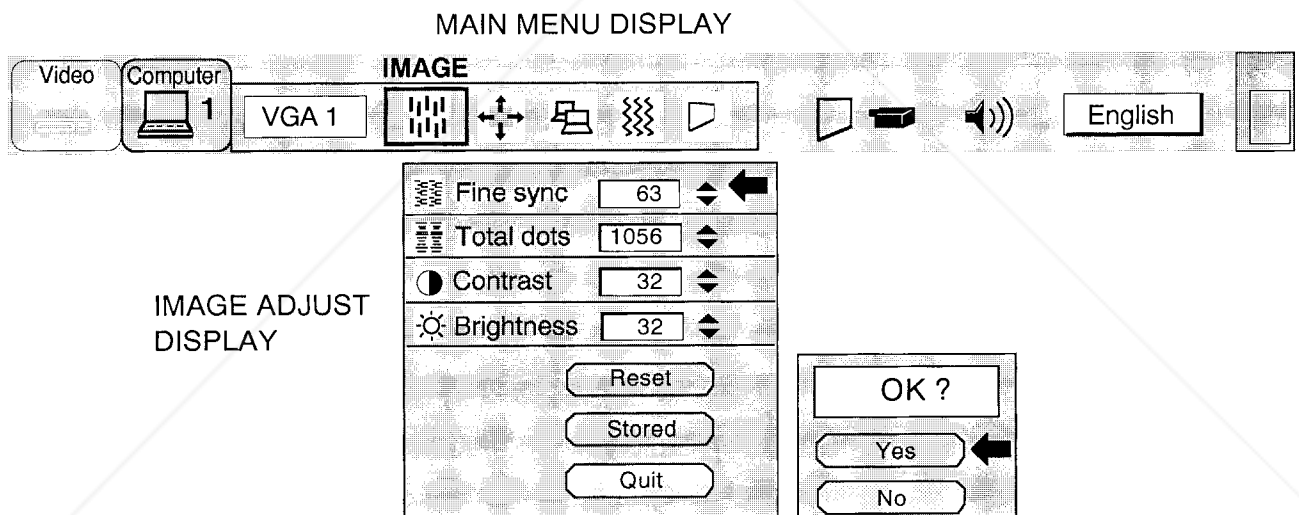 MAIN MENU DISPLAY
IMAGE
Video
Computer
1
VGA 1
English
Fine sync 63
Total dots 1056
Contrast 32
Brightness 32
IMAGE ADJUST
DISPLAY
Reset
Stored
Quit
OK ?
Yes
No